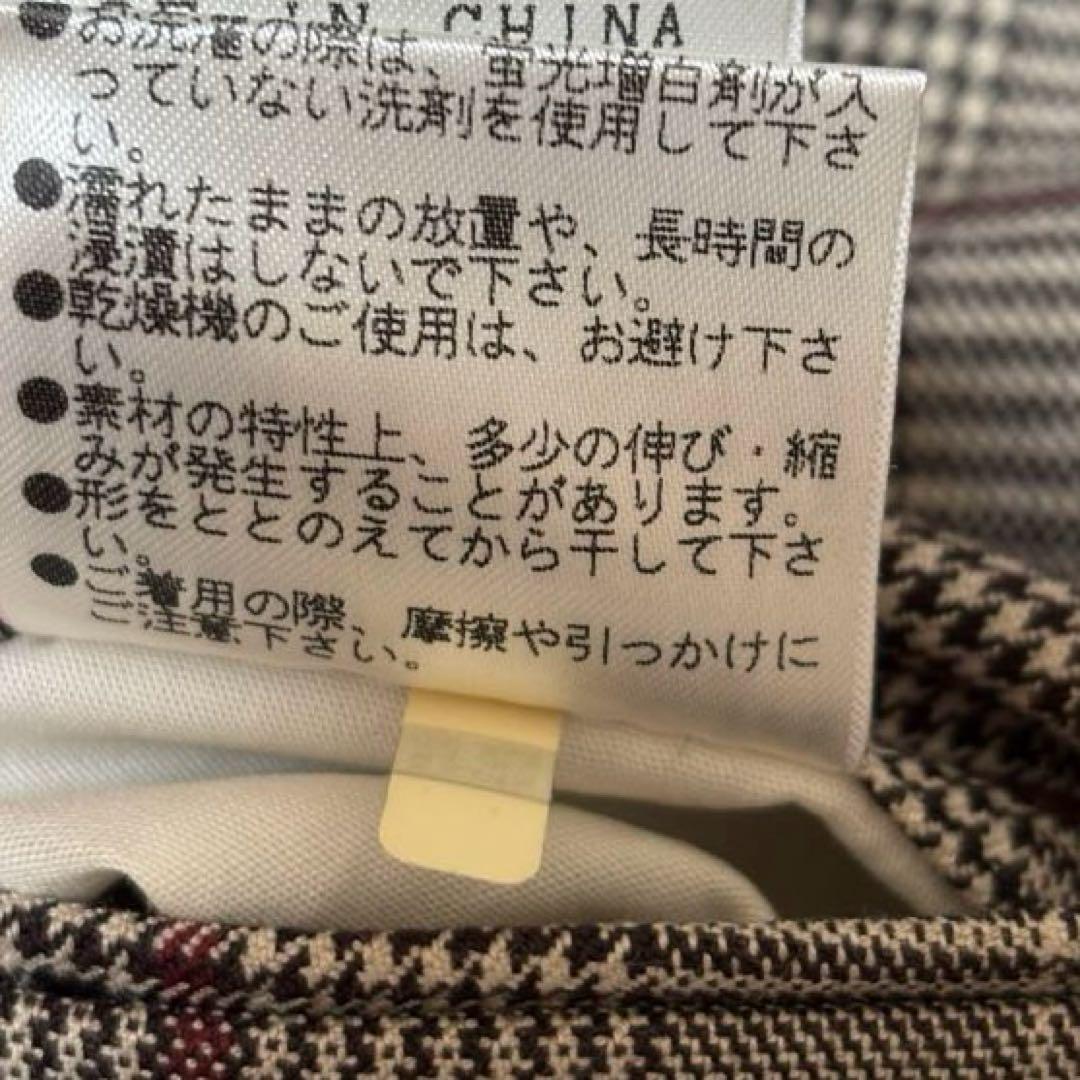 IN CHINA
●お洗濯の際は、蛍光増白剤が入
っていない洗剤を使用して下さ
い。
●濡れたままの放置や、長時間の
浸漬はしないで下さい。
●乾燥機のご使用は、お避け下さ
い。
●素材の特性上、多少の伸び・縮
みが発生することがあります。
●形をととのえてから干して下さ
い。
●ご着用の際、摩擦や引っかけに
ご注意下さい。